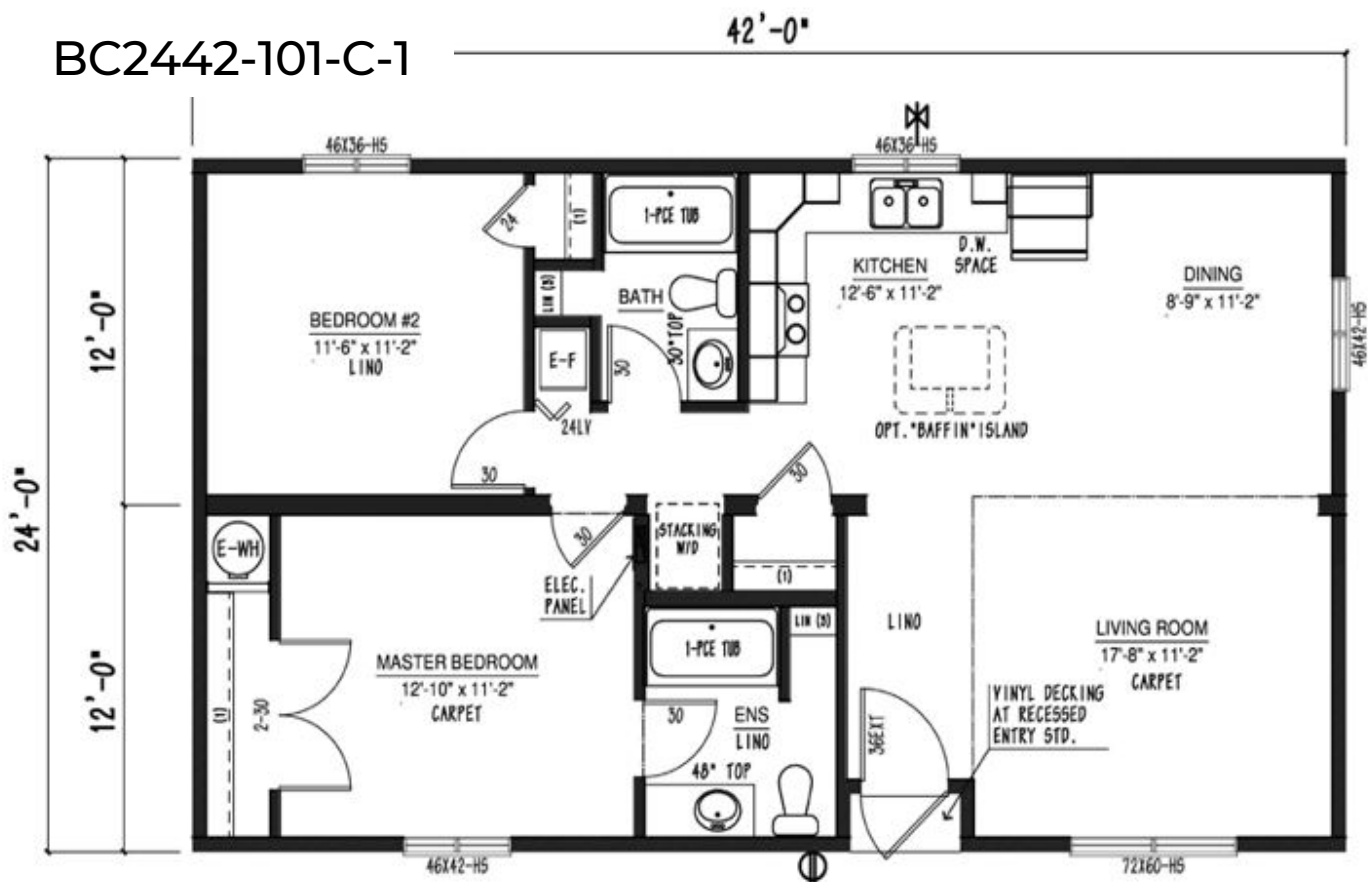 42'-0"
BC2442-101-C-1
46X36-HS
46X36-HS
24'-0"
12'-0"
12'-0"
24
(1)
1-PCE TUB
D.W.
SPACE
KITCHEN
12'-6" x 11'-2"
DINING
8'-9" x 11'-2"
46X42-HS
LIN (3)
BATH
30" TOP
30
BEDROOM #2
11'-6" x 11'-2"
LINO
E-F
24LV
30
OPT. "BAFFIN" ISLAND
30
E-WH
30
STACKING
W/D
(1)
ELEC.
PANEL
LIN (3)
1-PCE TUB
LINO
LIVING ROOM
17'-8" x 11'-2"
CARPET
MASTER BEDROOM
12'-10" x 11'-2"
CARPET
(1)
2-30
30
ENS
LINO
48" TOP
36EXT
VINYL DECKING
AT RECESSED
ENTRY STD.
46X42-HS
72X60-HS